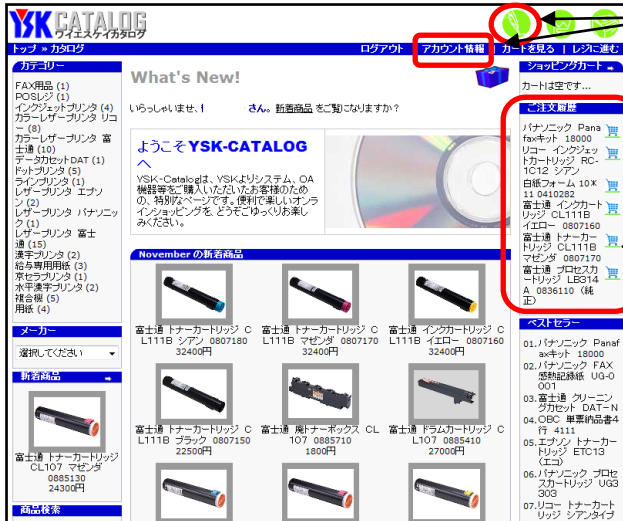 YSK CATALOG
ワイエスケイカタログ
トップ » カタログ
ログアウト | アカウント情報 | カートを見る | レジに進む
カテゴリー
FAX用品 (1)
POSレジ (1)
インクジェットプリンタ (4)
カラーレザープリンタ リコ
ー (8)
カラーレザープリンタ 富
士通 (10)
データカセットDAT (1)
ドットプリンタ (5)
ラインプリンタ (1)
レザープリンタ エプソ
ン (2)
レザープリンタ パナソニッ
ク (1)
レザープリンタ 富士
通 (15)
漢字プリンタ (2)
給与専用用紙 (3)
京セラプリンタ (1)
水平漢字プリンタ (2)
複合機 (5)
用紙 (4)
メーカー
選択してください
新着商品
富士通 トナーカートリッジ
CL107 マゼンダ
0885130
24300円
商品検索
What's New!
いらっしゃいませ、
さん。 新着商品 をご覧になりますか?
ようこそ YSK-CATALOG
へ
YSK-Catalogは、YSKよりシステム、OA
機器等をご購入いただいたお客様のため
の、特別なページです。便利で楽しいオンラ
インショッピングを、どうぞごゆっくりお楽し
みください。
November の新着商品
富士通 トナーカートリッジ C
L111B シアン 0807180
32400円
富士通 トナーカートリッジ C
L111B マゼンダ 0807170
32400円
富士通 インクカートリッジ C
L111B イエロー 0807160
32400円
富士通 トナーカートリッジ C
L111B ブラック 0807150
22500円
富士通 廃トナーボックス CL
107 0885710
1800円
富士通 ドラムカートリッジ C
L107 0885410
27000円
ショッピングカート
カートは空です...
ご注文履歴
パナソニック Pana
faxキット 18000
リコー インクジェッ
トカートリッジ RC-
1C12 シアン
白紙フォーム 10×
11 0410282
富士通 インクカート
リッジ CL111B
イエロー 0807160
富士通 トナーカー
トリッジ CL111B
マゼンダ 0807170
富士通 プロセスカ
ートリッジ LB314
A 0836110 (純
正)
ベストセラー
01. パナソニック Panaf
axキット 18000
02. パナソニック FAX
感熱記録紙 UG-0
001
03. 富士通 クリーニン
グカセット DAT-N
04. OBC 単票納品書4
行 4111
05. エプソン トナーカー
トリッジ ETC13
(エコ)
06. パナソニック プロセ
スカートリッジ UG3
303
07. リコー トナーカート
リッジ シアンタイプ